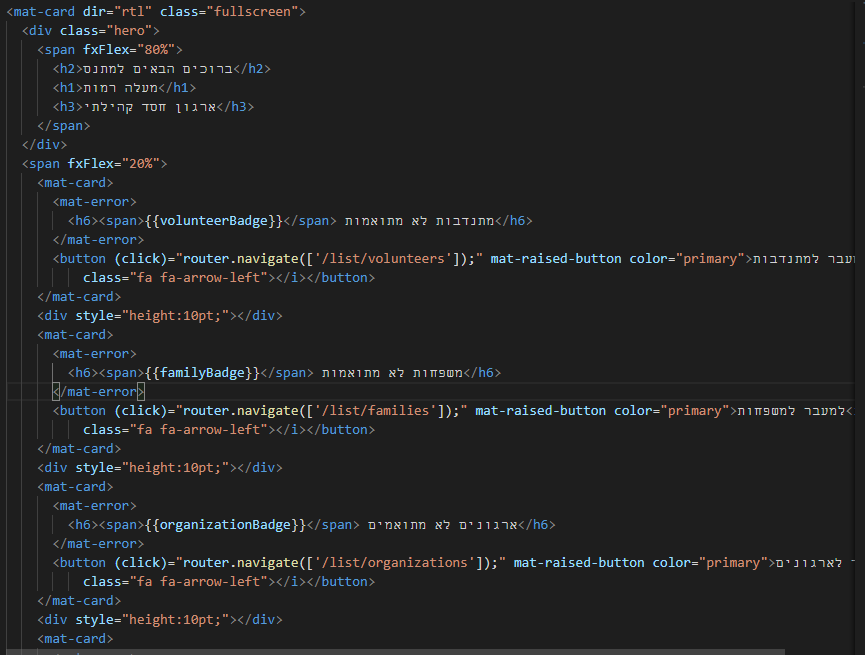 <mat-card dir="rtl" class="fullscreen">
<div class="hero">
<span fxFlex="80%">
<h2>ברוכים הבאים למתנס</h2>
<h1>מעלה רמות</h1>
<h3>ארגון חסד קהילתי</h3>
</span>
</div>
<span fxFlex="20%">
<mat-card>
<mat-error>
<h6><span>{{volunteerBadge}}</span> מתנדבות לא מתואמות</h6>
</mat-error>
<button (click)="router.navigate(['/list/volunteers']);" mat-raised-button color="primary">עבר למתנדבות
class="fa fa-arrow-left"></i></button>
</mat-card>
<div style="height:10pt;"></div>
<mat-card>
<mat-error>
<h6><span>{{familyBadge}}</span> משפחות לא מתואמות</h6>
</mat-error>
<button (click)="router.navigate(['/list/families']);" mat-raised-button color="primary">למעבר למשפחות<
class="fa fa-arrow-left"></i></button>
</mat-card>
<div style="height:10pt;"></div>
<mat-card>
<mat-error>
<h6><span>{{organizationBadge}}</span> ארגונים לא מתואמים</h6>
</mat-error>
<button (click)="router.navigate(['/list/organizations']);" mat-raised-button color="primary">ר לארגונים
class="fa fa-arrow-left"></i></button>
</mat-card>
<div style="height:10pt;"></div>
<mat-card>